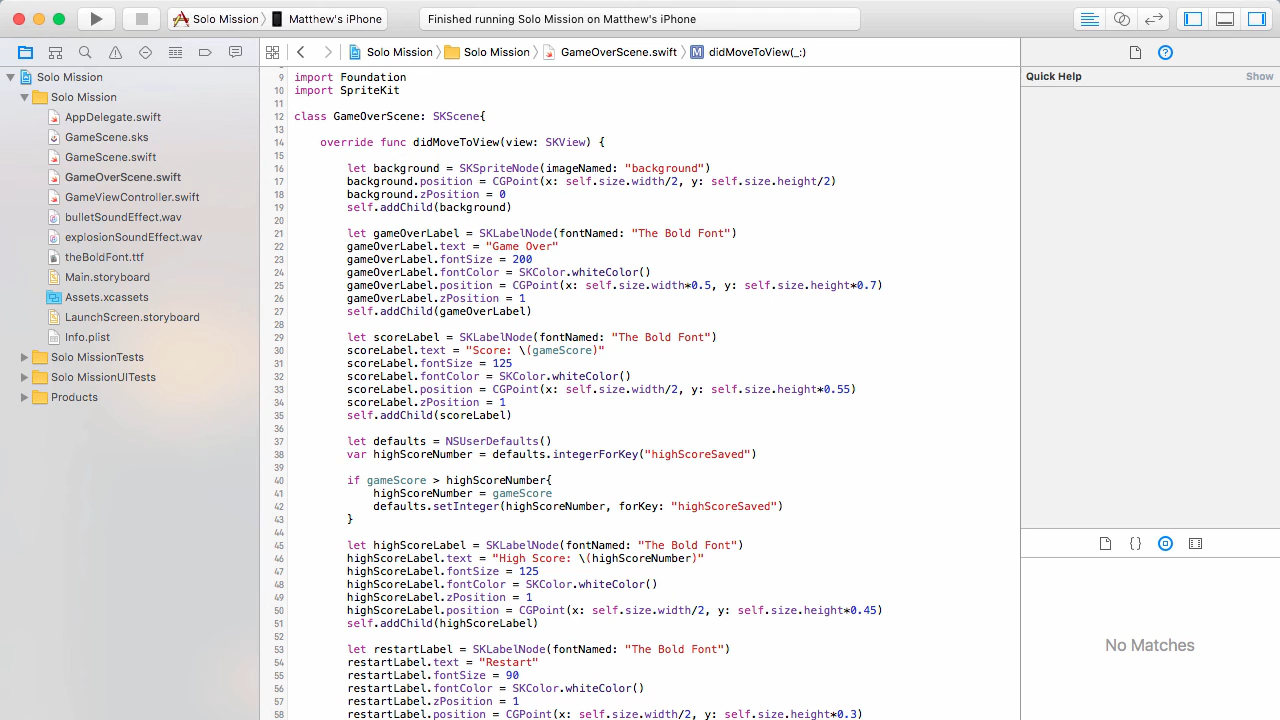 Solo Mission
Matthew's iPhone
Finished running Solo Mission on Matthew's iPhone
Solo Mission
Solo Mission
GameOverScene.swift
M
didMoveToView(_:)
Solo Mission
Solo Mission
AppDelegate.swift
GameScene.sks
GameScene.swift
GameOverScene.swift
GameViewController.swift
bulletSoundEffect.wav
explosionSoundEffect.wav
theBoldFont.ttf
Main.storyboard
Assets.xcassets
LaunchScreen.storyboard
Info.plist
Solo MissionTests
Solo MissionUITests
Products
9 import Foundation
10 import SpriteKit
11
12 class GameOverScene: SKScene{
13
14 override func didMoveToView(view: SKView) {
15
16 let background = SKSpriteNode(imageNamed: "background")
17 background.position = CGPoint(x: self.size.width/2, y: self.size.height/2)
18 background.zPosition = 0
19 self.addChild(background)
20
21 let gameOverLabel = SKLabelNode(fontNamed: "The Bold Font")
22 gameOverLabel.text = "Game Over"
23 gameOverLabel.fontSize = 200
24 gameOverLabel.fontColor = SKColor.whiteColor()
25 gameOverLabel.position = CGPoint(x: self.size.width*0.5, y: self.size.height*0.7)
26 gameOverLabel.zPosition = 1
27 self.addChild(gameOverLabel)
28
29 let scoreLabel = SKLabelNode(fontNamed: "The Bold Font")
30 scoreLabel.text = "Score: \(gameScore)"
31 scoreLabel.fontSize = 125
32 scoreLabel.fontColor = SKColor.whiteColor()
33 scoreLabel.position = CGPoint(x: self.size.width/2, y: self.size.height*0.55)
34 scoreLabel.zPosition = 1
35 self.addChild(scoreLabel)
36
37 let defaults = NSUserDefaults()
38 var highScoreNumber = defaults.integerForKey("highScoreSaved")
39
40 if gameScore > highScoreNumber{
41 highScoreNumber = gameScore
42 defaults.setInteger(highScoreNumber, forKey: "highScoreSaved")
43 }
44
45 let highScoreLabel = SKLabelNode(fontNamed: "The Bold Font")
46 highScoreLabel.text = "High Score: \(highScoreNumber)"
47 highScoreLabel.fontSize = 125
48 highScoreLabel.fontColor = SKColor.whiteColor()
49 highScoreLabel.zPosition = 1
50 highScoreLabel.position = CGPoint(x: self.size.width/2, y: self.size.height*0.45)
51 self.addChild(highScoreLabel)
52
53 let restartLabel = SKLabelNode(fontNamed: "The Bold Font")
54 restartLabel.text = "Restart"
55 restartLabel.fontSize = 90
56 restartLabel.fontColor = SKColor.whiteColor()
57 restartLabel.zPosition = 1
58 restartLabel.position = CGPoint(x: self.size.width/2, y: self.size.height*0.3)
Quick Help
Show
No Matches